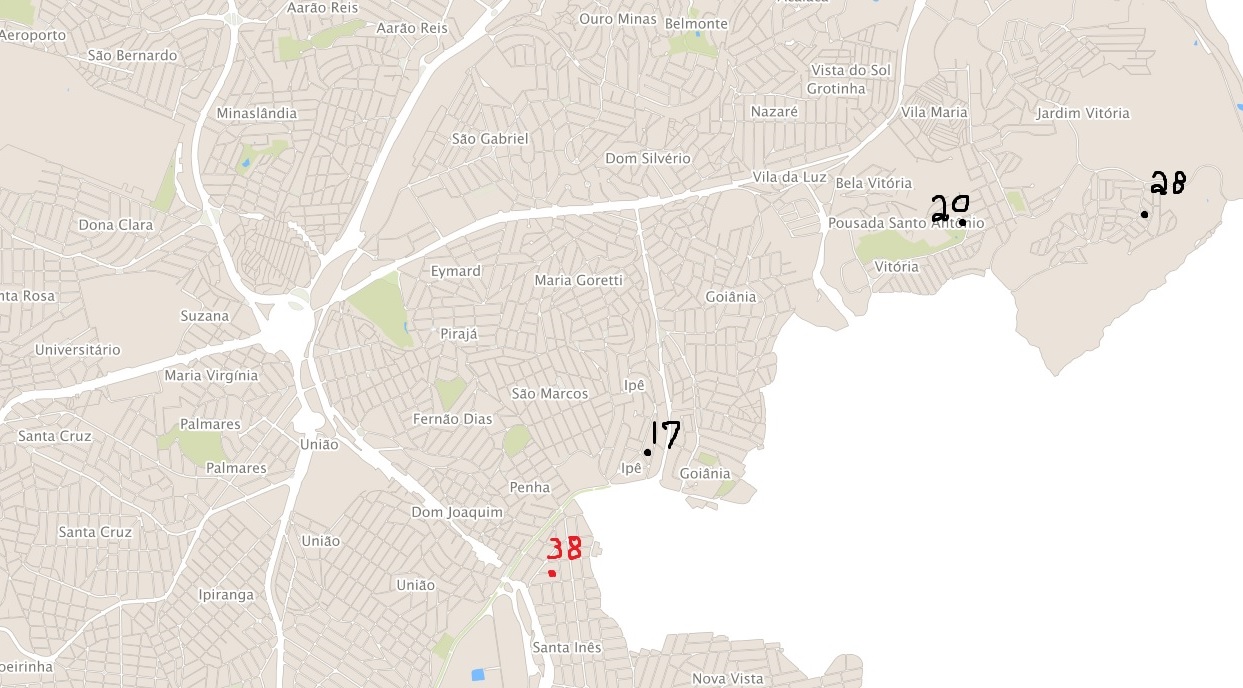 Aarão Reis
Ouro Minas
Aarão Reis
Belmonte
Aeroporto
São Bernardo
Vista do Sol
Grotinha
Minaslândia
Nazaré
Vila Maria
Jardim Vitória
São Gabriel
Dom Silvério
Vila da Luz
Bela Vitória
28
20
Dona Clara
Pousada Santo Antônio
Eymard
Maria Goretti
Vitória
nta Rosa
Goiânia
Suzana
Pirajá
Universitário
Maria Virgínia
São Marcos
Ipê
Palmares
Fernão Dias
Santa Cruz
17
União
Palmares
Ipê
Goiânia
Penha
Dom Joaquim
Santa Cruz
União
38
União
Ipiranga
Santa Inês
oeirinha
Nova Vista